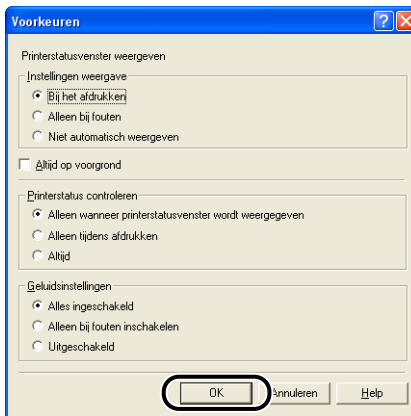 Voorkeuren
Printerstatusvenster weergeven
Instellingen weergave
Bij het afdrukken
Alleen bij fouten
Niet automatisch weergeven
Altijd op voorgrond
Printerstatus controleren
Alleen wanneer printerstatusvenster wordt weergegeven
Alleen tijdens afdrukken
Altijd
Geluidsinstellingen
Alles ingeschakeld
Alleen bij fouten inschakelen
Uitgeschakeld
OK Annuleren Help